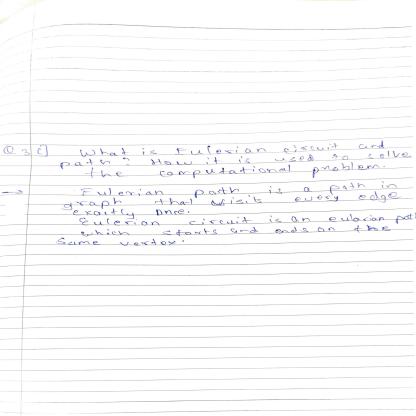 Q 3 c] What is Eulerian circuit and
path? How it is used to solve
the computational problem.
→ Eulerian path is a path in
graph that visits every edge
exactly once.
Eulerian circuit is an eularian path
which starts and ends on the
same vertex.